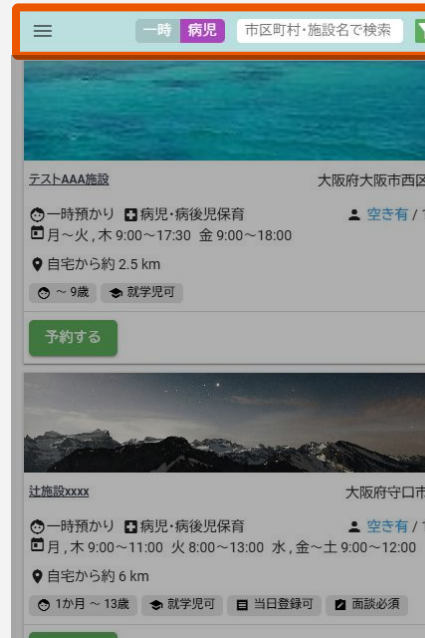 一時 病児 市区町村・施設名で検索
テストAAA施設 大阪府大阪市西区
一時預かり 病児・病後児保育 空き有 /
月～火 , 木 9:00～17:30 金 9:00～18:00
自宅から約 2.5 km
～ 9歳 就学児可
予約する
辻施設xxxx 大阪府守口市
一時預かり 病児・病後児保育 空き有 /
月 , 木 9:00～11:00 火 8:00～13:00 水 , 金～土 9:00～12:00
自宅から約 6 km
1か月 ～ 13歳 就学児可 当日登録可 面談必須